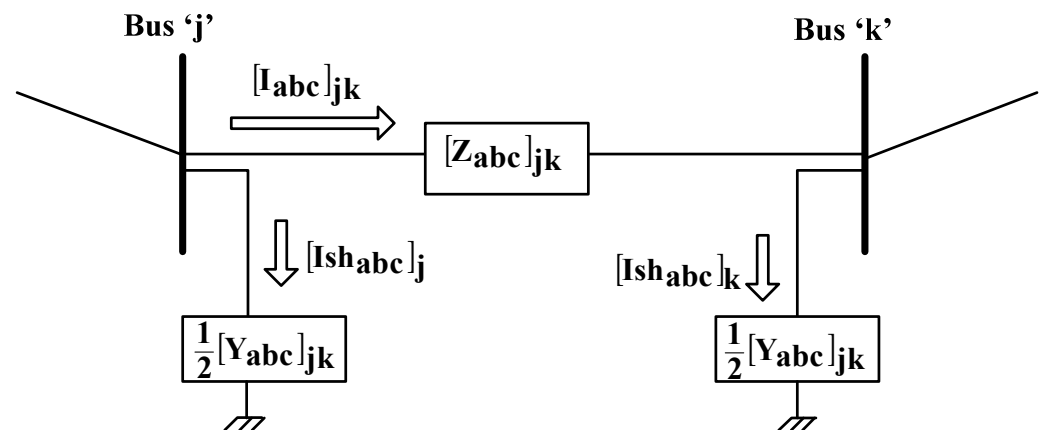 Bus ‘j’
Bus ‘k’
[Iabc]jk
[Zabc]jk
[Ishabc]j
[Ishabc]k
1/2[Yabc]jk
1/2[Yabc]jk